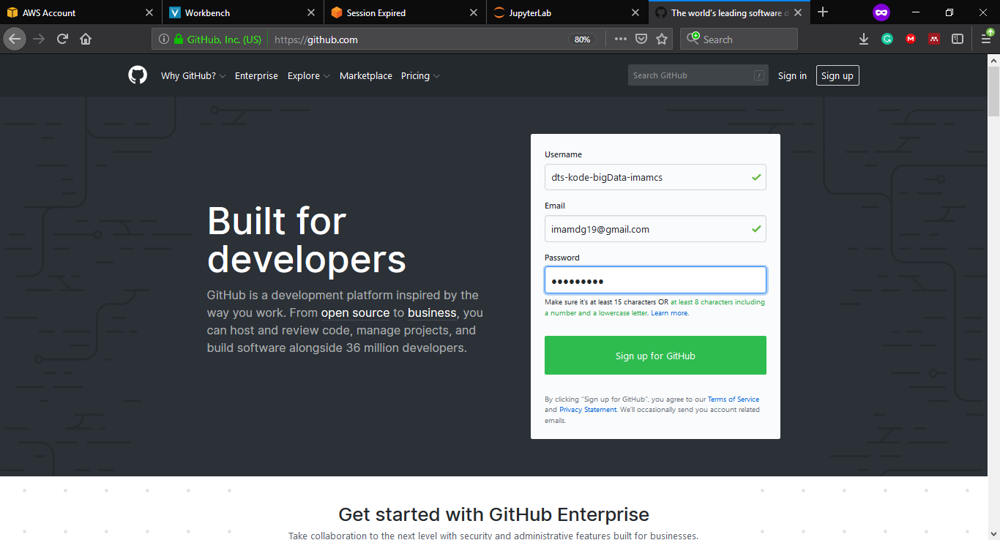 AWS Account
Workbench
Session Expired
JupyterLab
The world's leading software d
GitHub, Inc. (US)
https://github.com
80%
Search
Why GitHub?
Enterprise
Explore
Marketplace
Pricing
Search GitHub
/
Sign in
Sign up
Built for
developers
GitHub is a development platform inspired by the
way you work. From open source to business, you
can host and review code, manage projects, and
build software alongside 36 million developers.
Username
dts-kode-bigData-imamcs
Email
imamdg19@gmail.com
Password
●●●●●●●●●
Make sure it's at least 15 characters OR at least 8 characters including
a number and a lowercase letter. Learn more.
Sign up for GitHub
By clicking “Sign up for GitHub”, you agree to our Terms of Service
and Privacy Statement. We'll occasionally send you account related
emails.
Get started with GitHub Enterprise
Take collaboration to the next level with security and administrative features built for businesses.